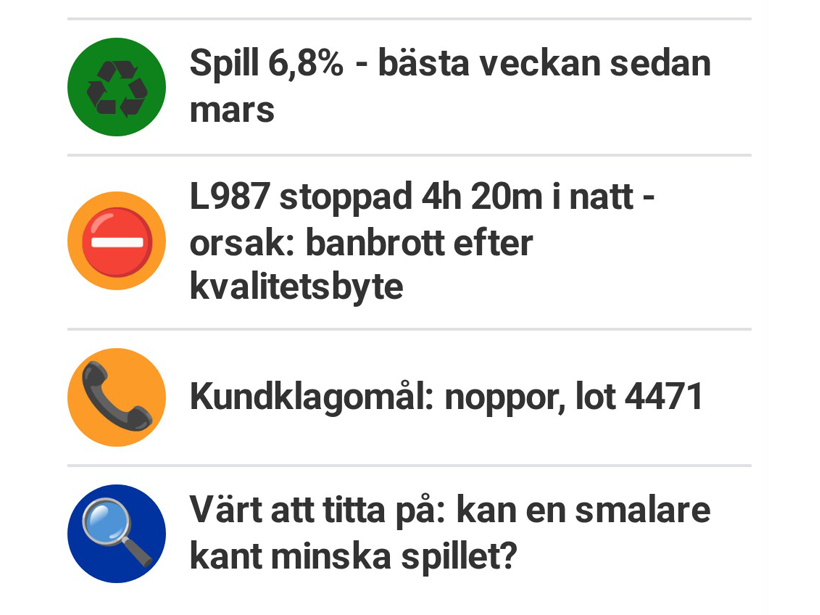 Spill 6,8% - bästa veckan sedan
mars
L987 stoppad 4h 20m i natt -
orsak: banbrott efter
kvalitetsbyte
Kundklagomål: noppor, lot 4471
Värt att titta på: kan en smalare
kant minska spillet?